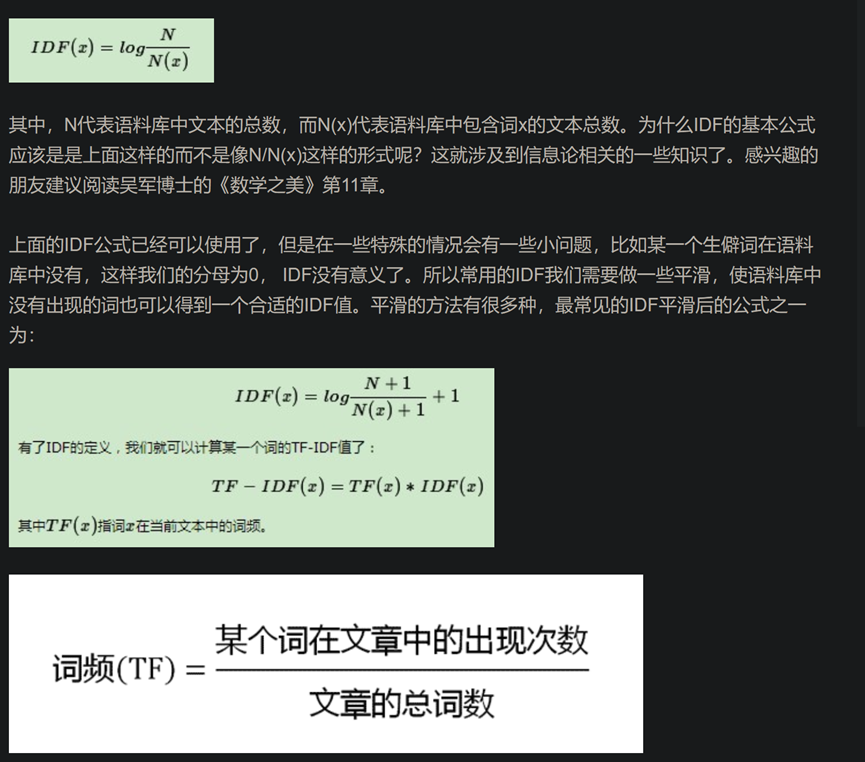 IDF(x) = log N/N(x)
其中，N代表语料库中文本的总数，而N(x)代表语料库中包含词x的文本总数。为什么IDF的基本公式
应该是是上面这样的而不是像N/N(x)这样的形式呢？这就涉及到信息论相关的一些知识了。感兴趣的
朋友建议阅读吴军博士的《数学之美》第11章。
上面的IDF公式已经可以使用了，但是在一些特殊的情况会有一些小问题，比如某一个生僻词在语料
库中没有，这样我们的分母为0， IDF没有意义了。所以常用的IDF我们需要做一些平滑，使语料库中
没有出现的词也可以得到一个合适的IDF值。平滑的方法有很多种，最常见的IDF平滑后的公式之一
为：
IDF(x) = log N + 1/N(x) + 1 + 1
有了IDF的定义，我们就可以计算某一个词的TF-IDF值了：
TF − IDF(x) = TF(x) * IDF(x)
其中TF(x)指词x在当前文本中的词频。
某个词在文章中的出现次数
词频(TF) =
文章的总词数